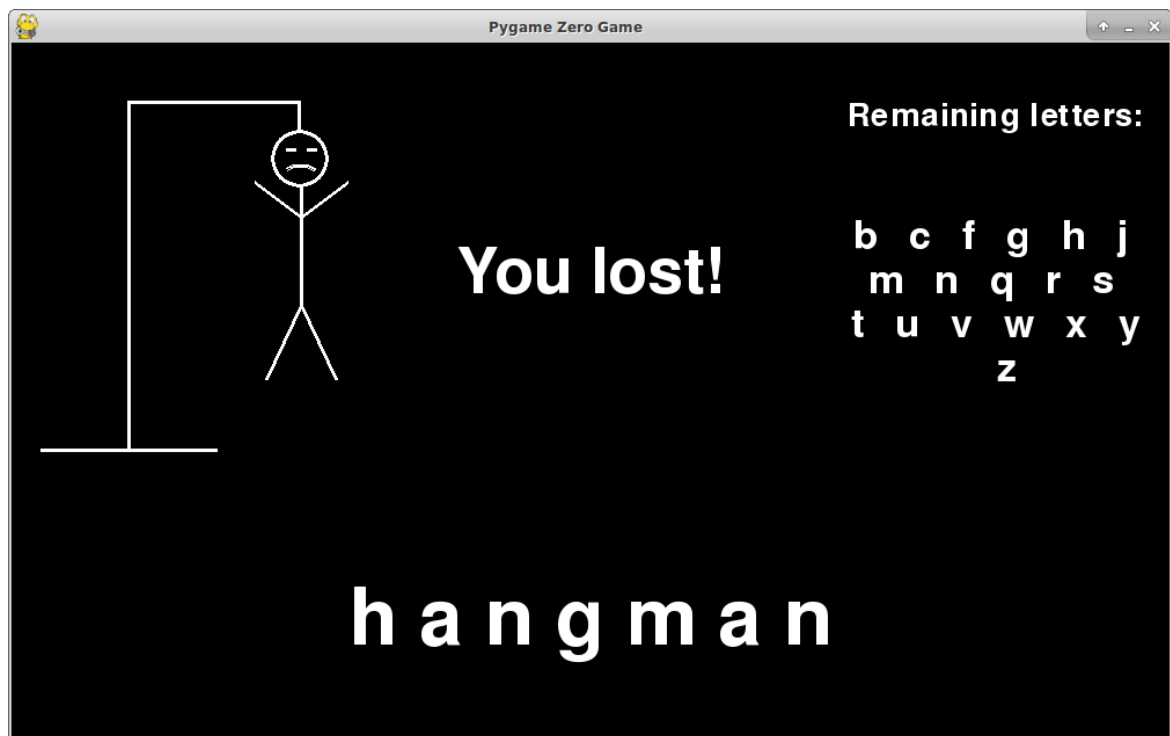 Pygame Zero Game
Remaining letters:
b c f g h j
m n q r s
t u v w x y
z
You lost!
h a n g m a n